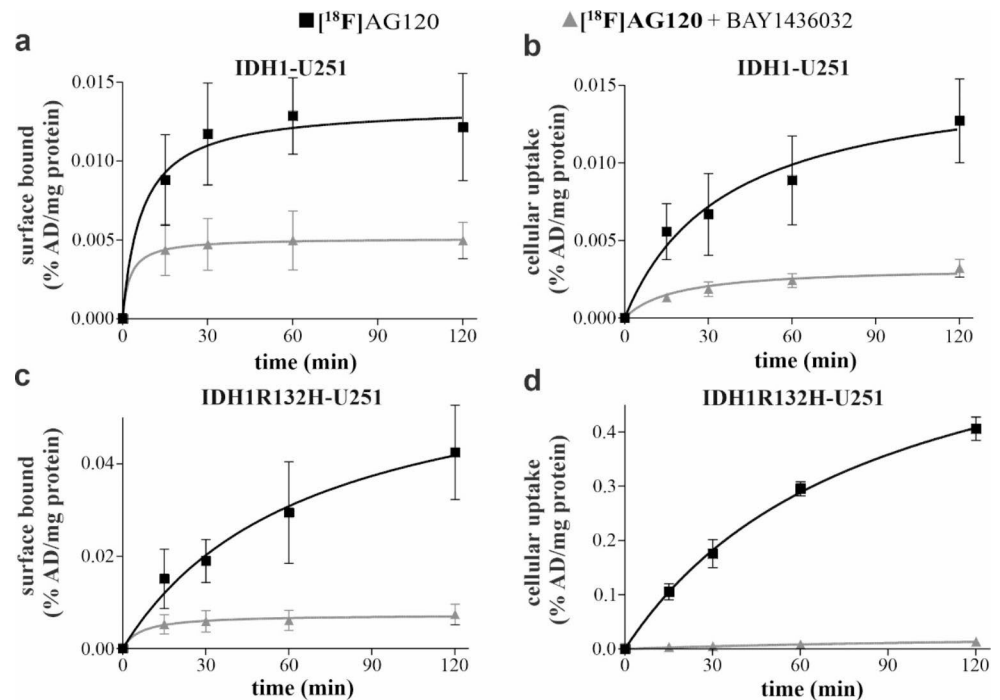 ■ [18F]AG120 ▲ [18F]AG120 + BAY1436032
a
IDH1-U251
surface bound
(% AD/mg protein)
0.015
0.010
0.005
0.000
0 30 60 90 120
time (min)
b
IDH1-U251
cellular uptake
(% AD/mg protein)
0.015
0.010
0.005
0.000
0 30 60 90 120
time (min)
c
IDH1R132H-U251
surface bound
(% AD/mg protein)
0.04
0.02
0.00
0 30 60 90 120
time (min)
d
IDH1R132H-U251
cellular uptake
(% AD/mg protein)
0.4
0.3
0.2
0.1
0.0
0 30 60 90 120
time (min)